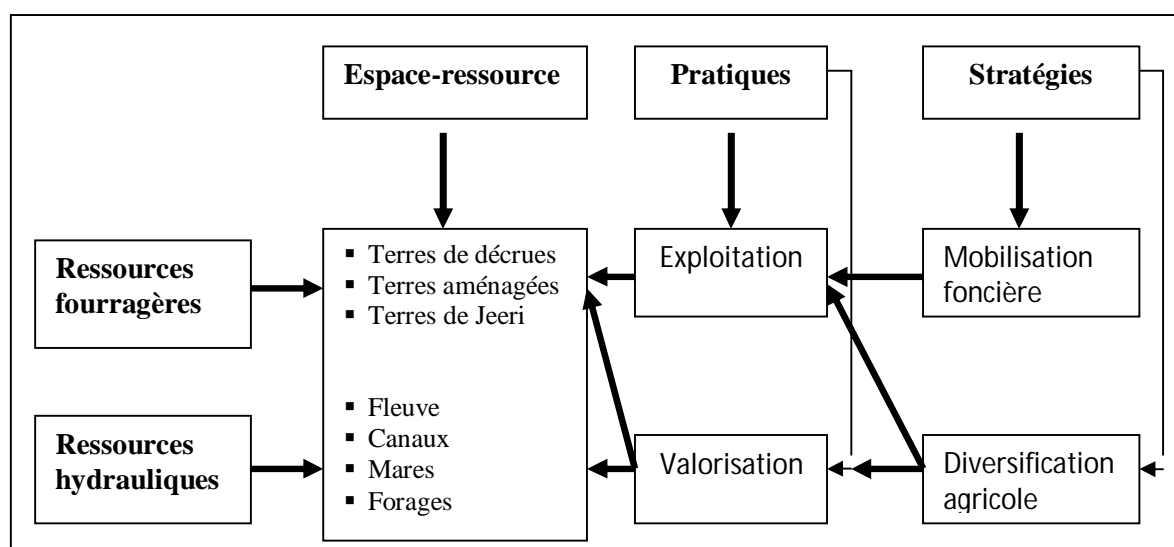 Espace-ressource
Pratiques
Stratégies
Ressources
fourragères
▪ Terres de décrues
▪ Terres aménagées
▪ Terres de Jeeri
Exploitation
Mobilisation
foncière
Ressources
hydrauliques
▪ Fleuve
▪ Canaux
▪ Mares
▪ Forages
Valorisation
Diversification
agricole